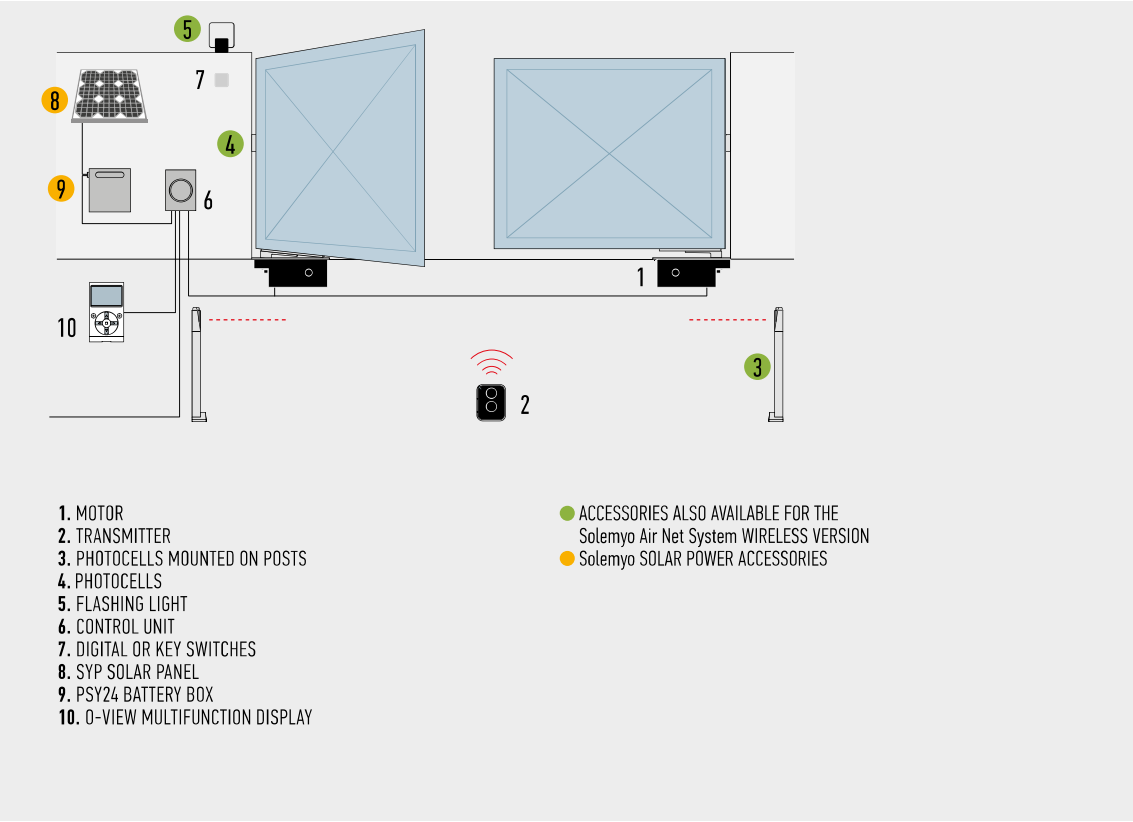 5
7
8
4
9
6
1
10
3
2
1. MOTOR
2. TRANSMITTER
3. PHOTOCELLS MOUNTED ON POSTS
4. PHOTOCELLS
5. FLASHING LIGHT
6. CONTROL UNIT
7. DIGITAL OR KEY SWITCHES
8. SYP SOLAR PANEL
9. PSY24 BATTERY BOX
10. O-VIEW MULTIFUNCTION DISPLAY
ACCESSORIES ALSO AVAILABLE FOR THE
Solemyo Air Net System WIRELESS VERSION
Solemyo SOLAR POWER ACCESSORIES